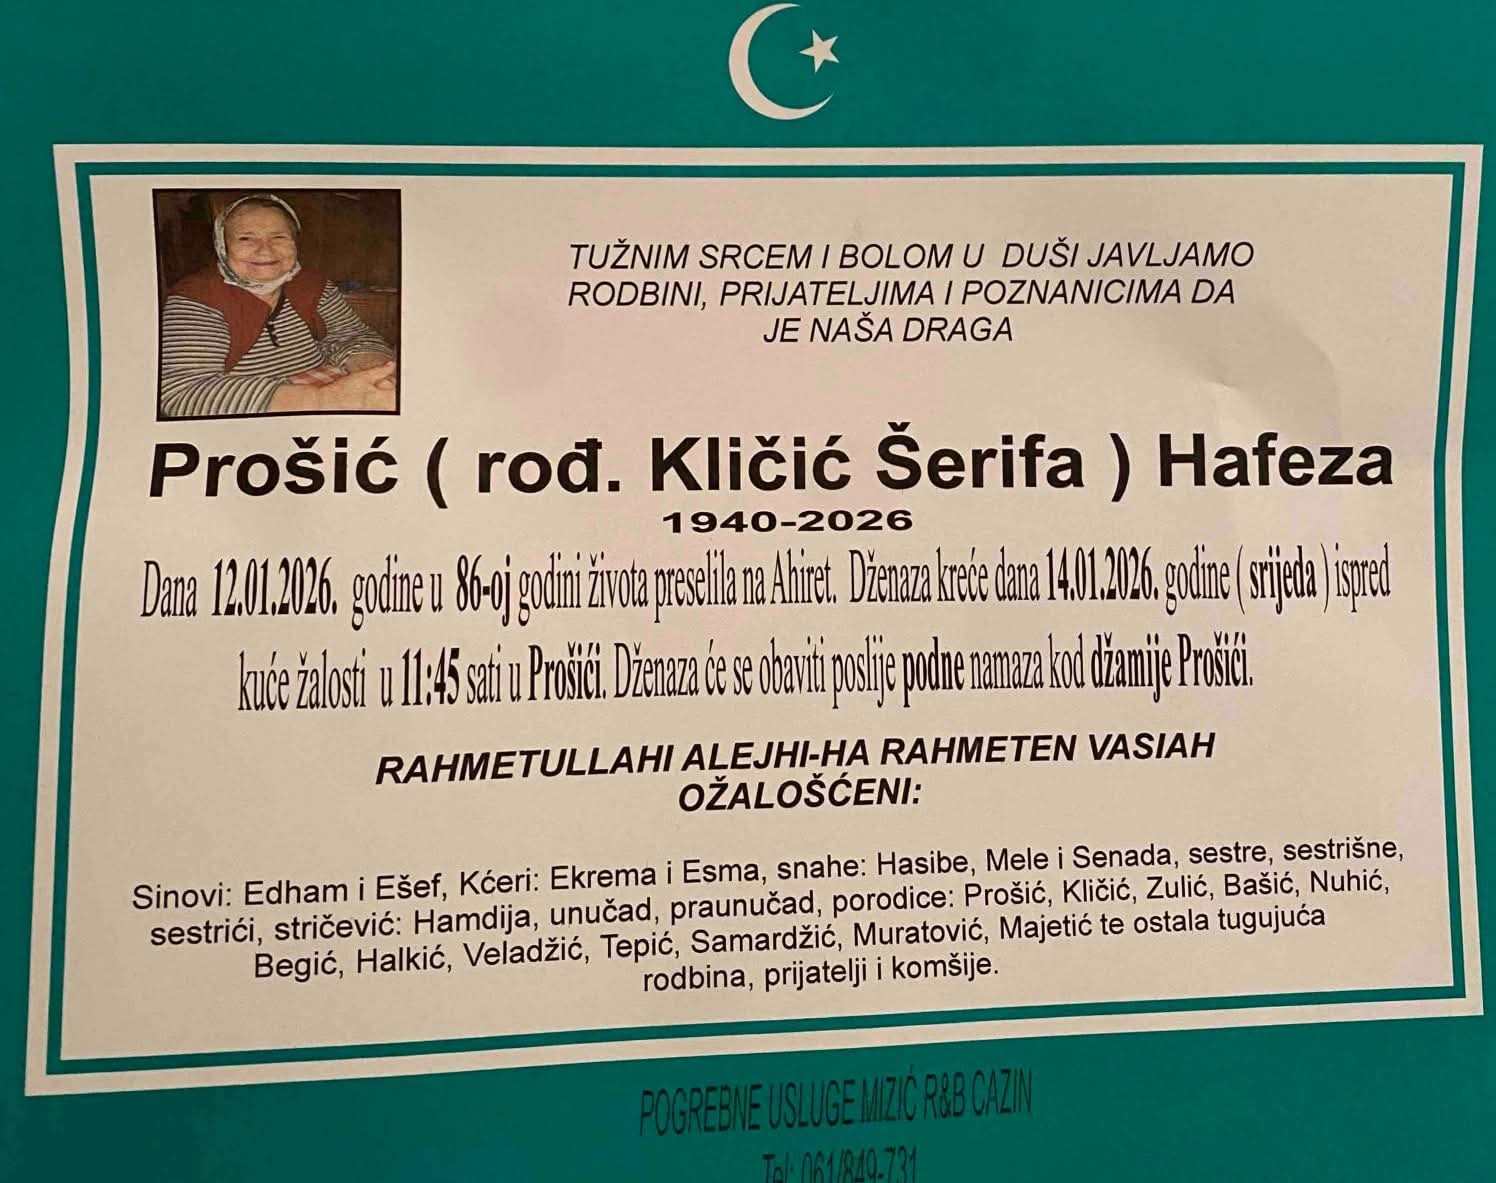 TUŽNIM SRCEM I BOLOM U DUŠI JAVLJAMO
RODBINI, PRIJATELJIMA I POZNANICIMA DA
JE NAŠA DRAGA
Prošić ( rođ. Kličić Šerifa ) Hafeza
1940-2026
Dana 12.01.2026. godine u 86-oj godini života preselila na Ahiret. Dženaza kreće dana 14.01.2026. godine ( srijeda ) ispred
kuće žalosti u 11:45 sati u Prošići. Dženaza će se obaviti poslije podne namaza kod džamije Prošići.
RAHMETULLAHI ALEJHI-HA RAHMETEN VASIAH
OŽALOŠĆENI:
Sinovi: Edham i Ešef, Kćeri: Ekrema i Esma, snahe: Hasibe, Mele i Senada, sestre, sestrišne,
sestrići, stričević: Hamdija, unučad, praunučad, porodice: Prošić, Kličić, Zulić, Bašić, Nuhić,
Begić, Halkić, Veladžić, Tepić, Samardžić, Muratović, Majetić te ostala tugujuća
rodbina, prijatelji i komšije.
POGREBNE USLUGE MIZIĆ R&B CAZIN
Tel: 061/849-731